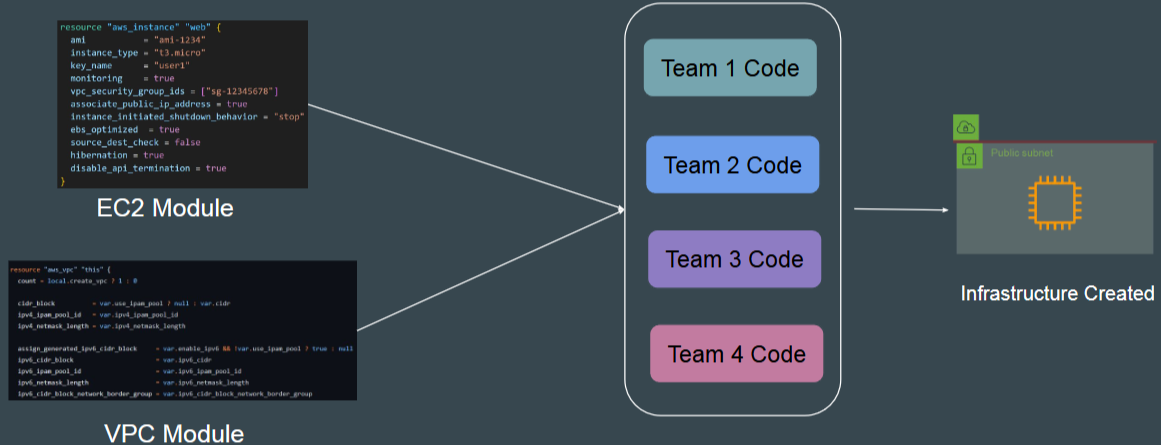 resource "aws_instance" "web" {
ami = "ami-1234"
instance_type = "t3.micro"
key_name = "user1"
monitoring = true
vpc_security_group_ids = ["sg-12345678"]
associate_public_ip_address = true
instance_initiated_shutdown_behavior = "stop"
ebs_optimized = true
source_dest_check = false
hibernation = true
disable_api_termination = true
}
EC2 Module
resource "aws_vpc" "this" {
count = local.create_vpc ? 1 : 0
cidr_block = var.use_ipam_pool ? null : var.cidr
ipv4_ipam_pool_id = var.ipv4_ipam_pool_id
ipv4_netmask_length = var.ipv4_netmask_length
assign_generated_ipv6_cidr_block = var.enable_ipv6 && !var.use_ipam_pool ? true : null
ipv6_cidr_block = var.ipv6_cidr
ipv6_ipam_pool_id = var.ipv6_ipam_pool_id
ipv6_netmask_length = var.ipv6_netmask_length
ipv6_cidr_block_network_border_group = var.ipv6_cidr_block_network_border_group
VPC Module
Team 1 Code
Team 2 Code
Team 3 Code
Team 4 Code
Public subnet
Infrastructure Created